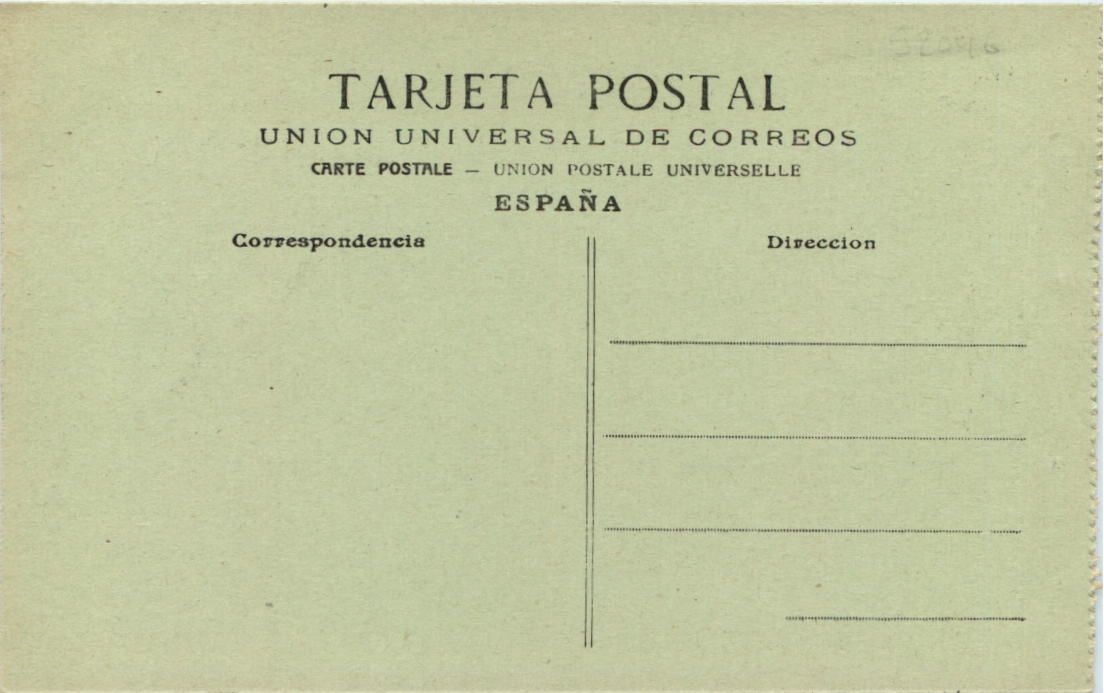 TARJETA POSTAL
UNION UNIVERSAL DE CORREOS
CARTE POSTALE — UNION POSTALE UNIVERSELLE
ESPAÑA
Correspondencia
Direccion